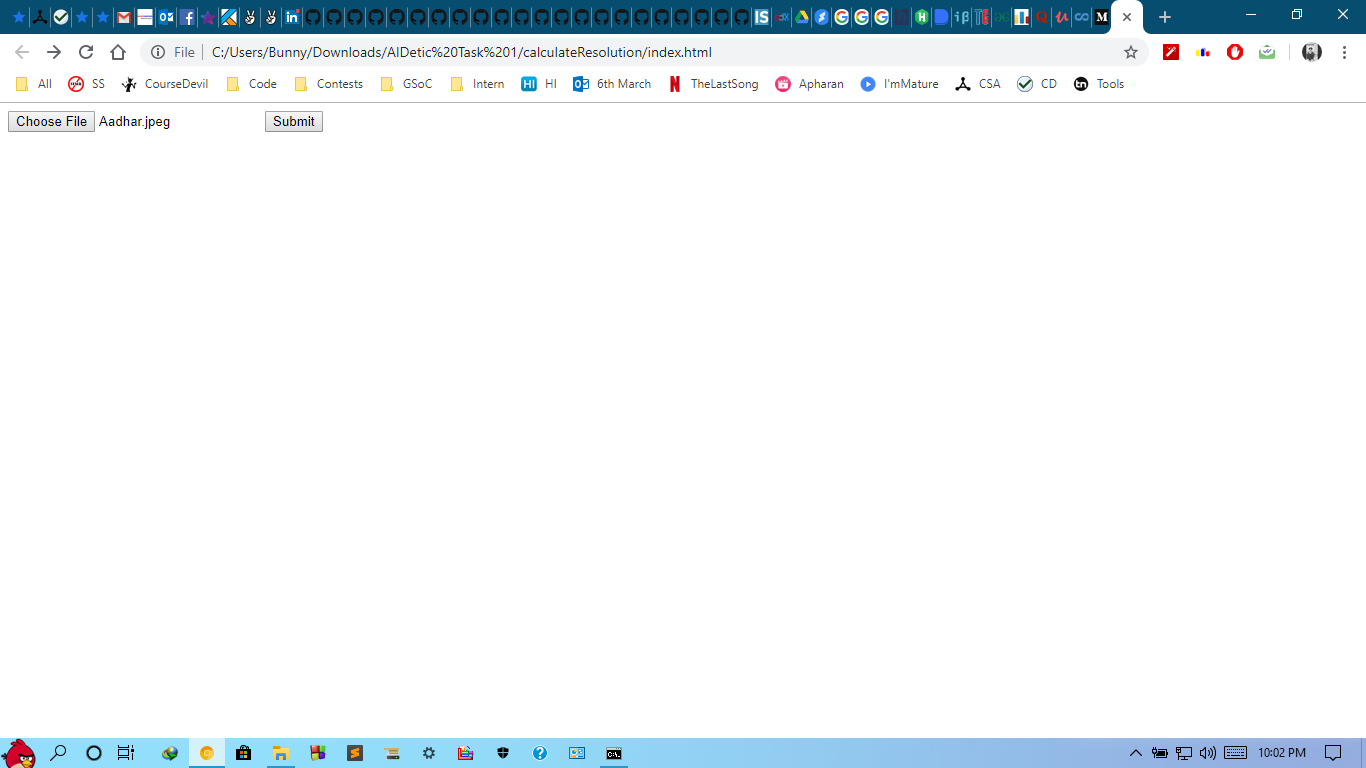 File C:/Users/Bunny/Downloads/AIDetic%20Task%201/calculateResolution/index.html
All SS CourseDevil Code Contests GSoC Intern HI HI 6th March TheLastSong Apharan I'mMature CSA CD Tools
Choose File Aadhar.jpeg Submit
10:02 PM